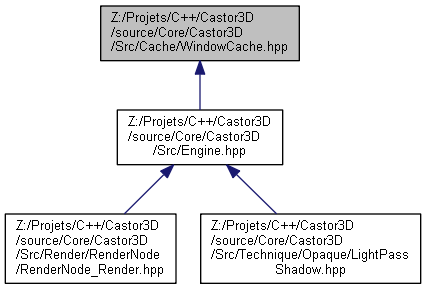 Z:/Projets/C++/Castor3D
/source/Core/Castor3D
/Src/Cache/WindowCache.hpp
Z:/Projets/C++/Castor3D
/source/Core/Castor3D
/Src/Engine.hpp
Z:/Projets/C++/Castor3D
/source/Core/Castor3D
/Src/Render/RenderNode
/RenderNode_Render.hpp
Z:/Projets/C++/Castor3D
/source/Core/Castor3D
/Src/Technique/Opaque/LightPass
Shadow.hpp